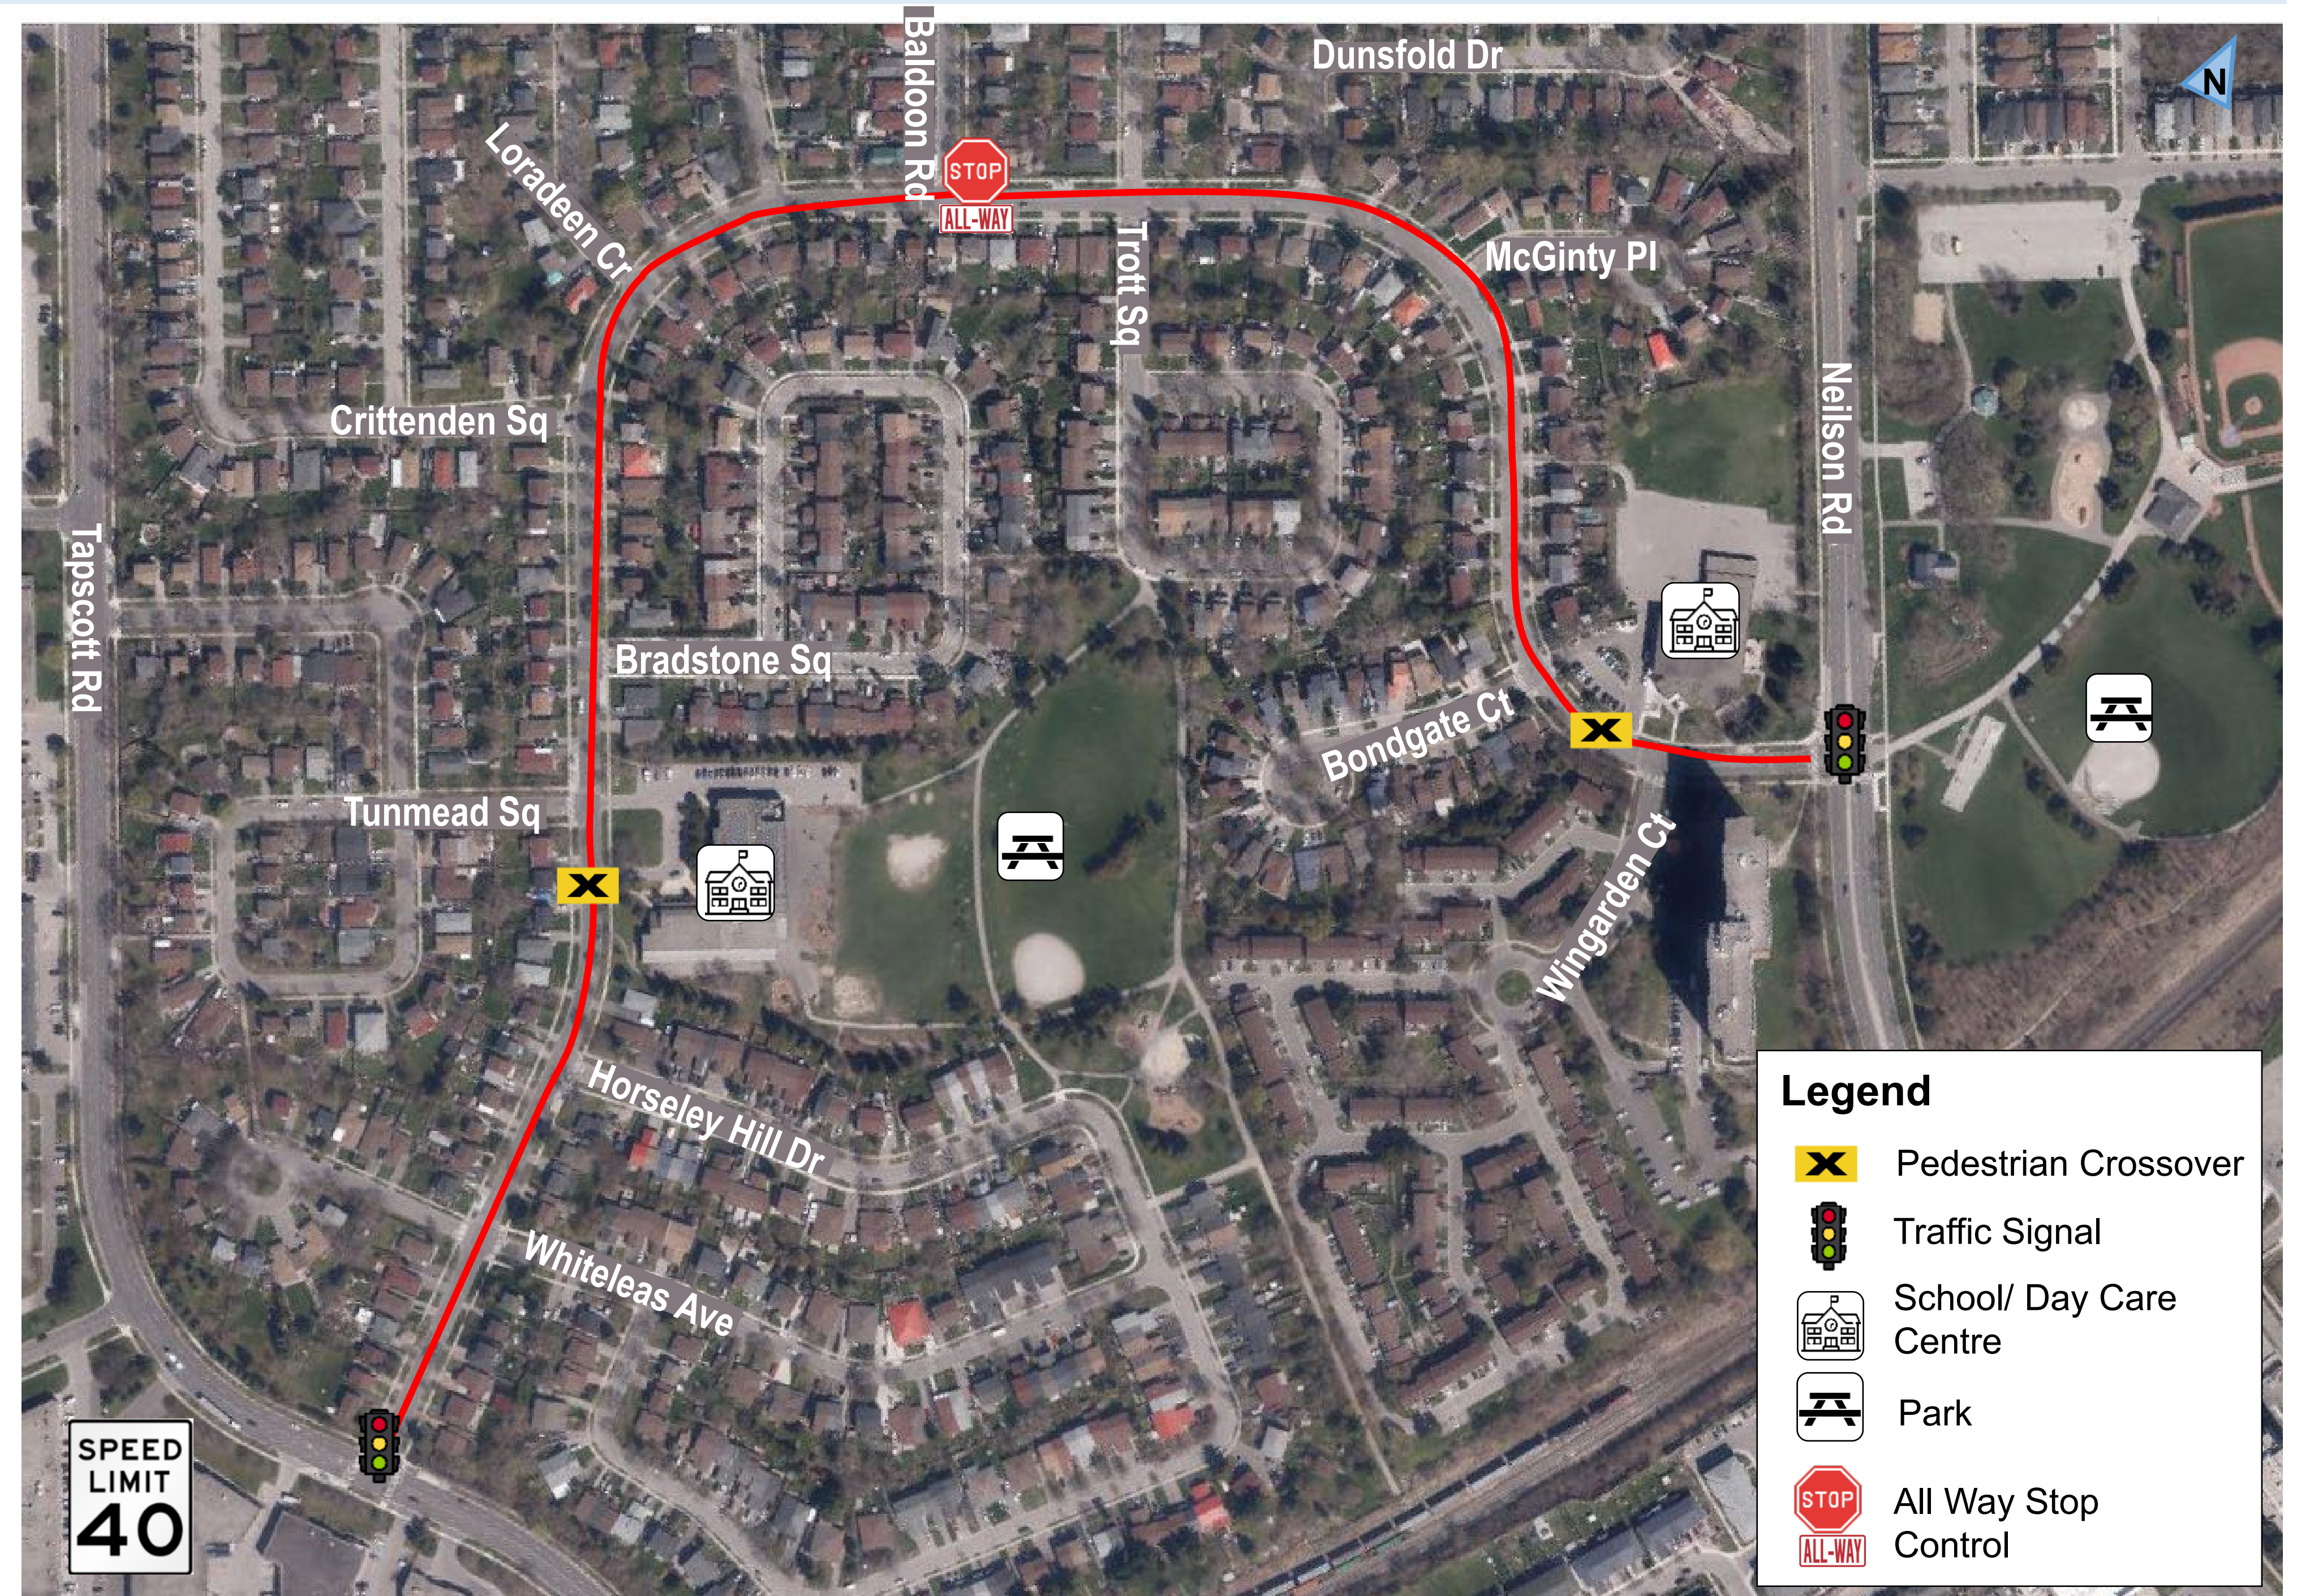 Baldoon Rd
Dunsfold Dr
N
Loradeen Cr
STOP
ALL-WAY
Trott Sq
McGinty Pl
Crittenden Sq
Neilson Rd
Tapscott Rd
Bradstone Sq
Bondgate Ct
X
Tunmead Sq
X
Wingarden Ct
Horseley Hill Dr
Whiteleas Ave
SPEED
LIMIT
40
Legend
X
Pedestrian Crossover
Traffic Signal
School/ Day Care
Centre
Park
STOP
ALL-WAY
All Way Stop
Control